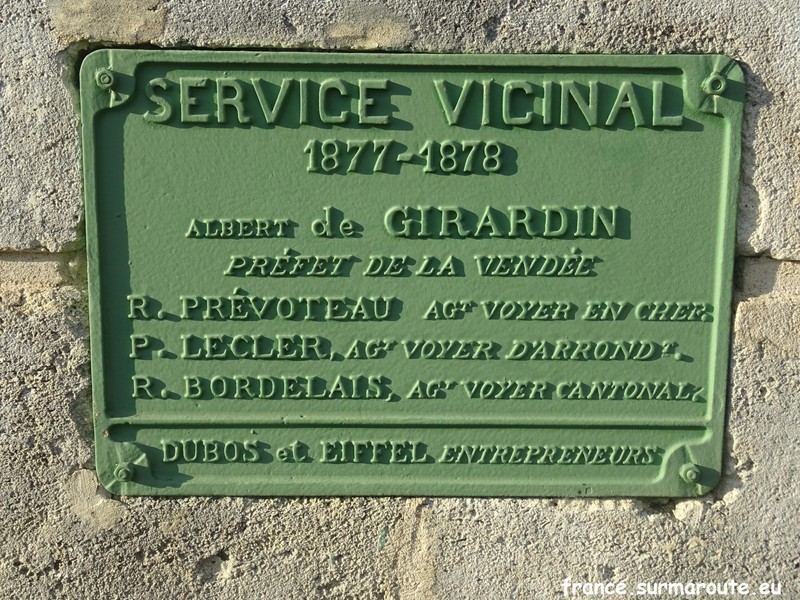 SERVICE VICINAL
1877-1878
ALBERT de GIRARDIN
PRÉFET DE LA VENDÉE
R. PRÉVOTEAU AGᵗ VOYER EN CHEF.
P. LECLER, AGᵗ VOYER D'ARRONDᵗ.
R. BORDELAIS, AGᵗ VOYER CANTONAL,
DUBOS et EIFFEL ENTREPRENEURS
france.surmaroute.eu